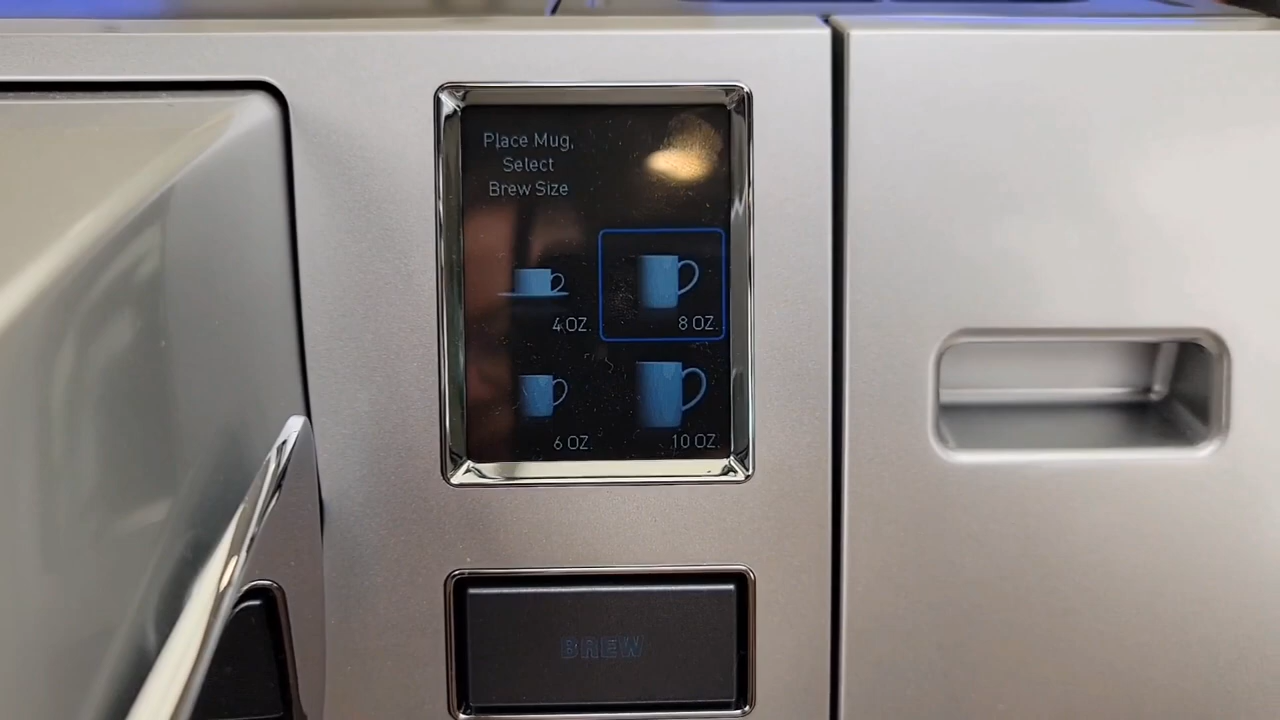 Place Mug,
Select
Brew Size
4 OZ.
8 OZ.
6 OZ.
10 OZ.
BREW